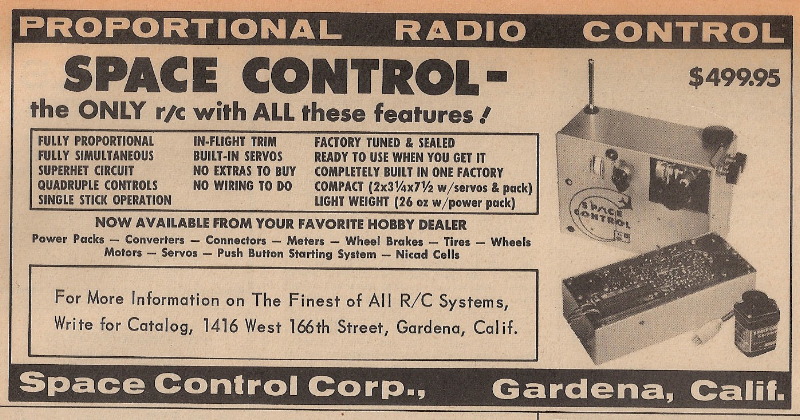 PROPORTIONAL RADIO CONTROL
SPACE CONTROL-
$499.95
the ONLY r/c with ALL these features!
FULLY PROPORTIONAL IN-FLIGHT TRIM FACTORY TUNED & SEALED
FULLY SIMULTANEOUS BUILT-IN SERVOS READY TO USE WHEN YOU GET IT
SUPERHET CIRCUIT NO EXTRAS TO BUY COMPLETELY BUILT IN ONE FACTORY
QUADRUPLE CONTROLS NO WIRING TO DO COMPACT (2x3¼x7½ w/servos & pack)
SINGLE STICK OPERATION LIGHT WEIGHT (26 oz w/power pack)
SPACE
CONTROL
NOW AVAILABLE FROM YOUR FAVORITE HOBBY DEALER
Power Packs — Converters — Connectors — Meters — Wheel Brakes — Tires — Wheels
Motors — Servos — Push Button Starting System — Nicad Cells
For More Information on The Finest of All R/C Systems,
Write for Catalog, 1416 West 166th Street, Gardena, Calif.
Space Control Corp., Gardena, Calif.